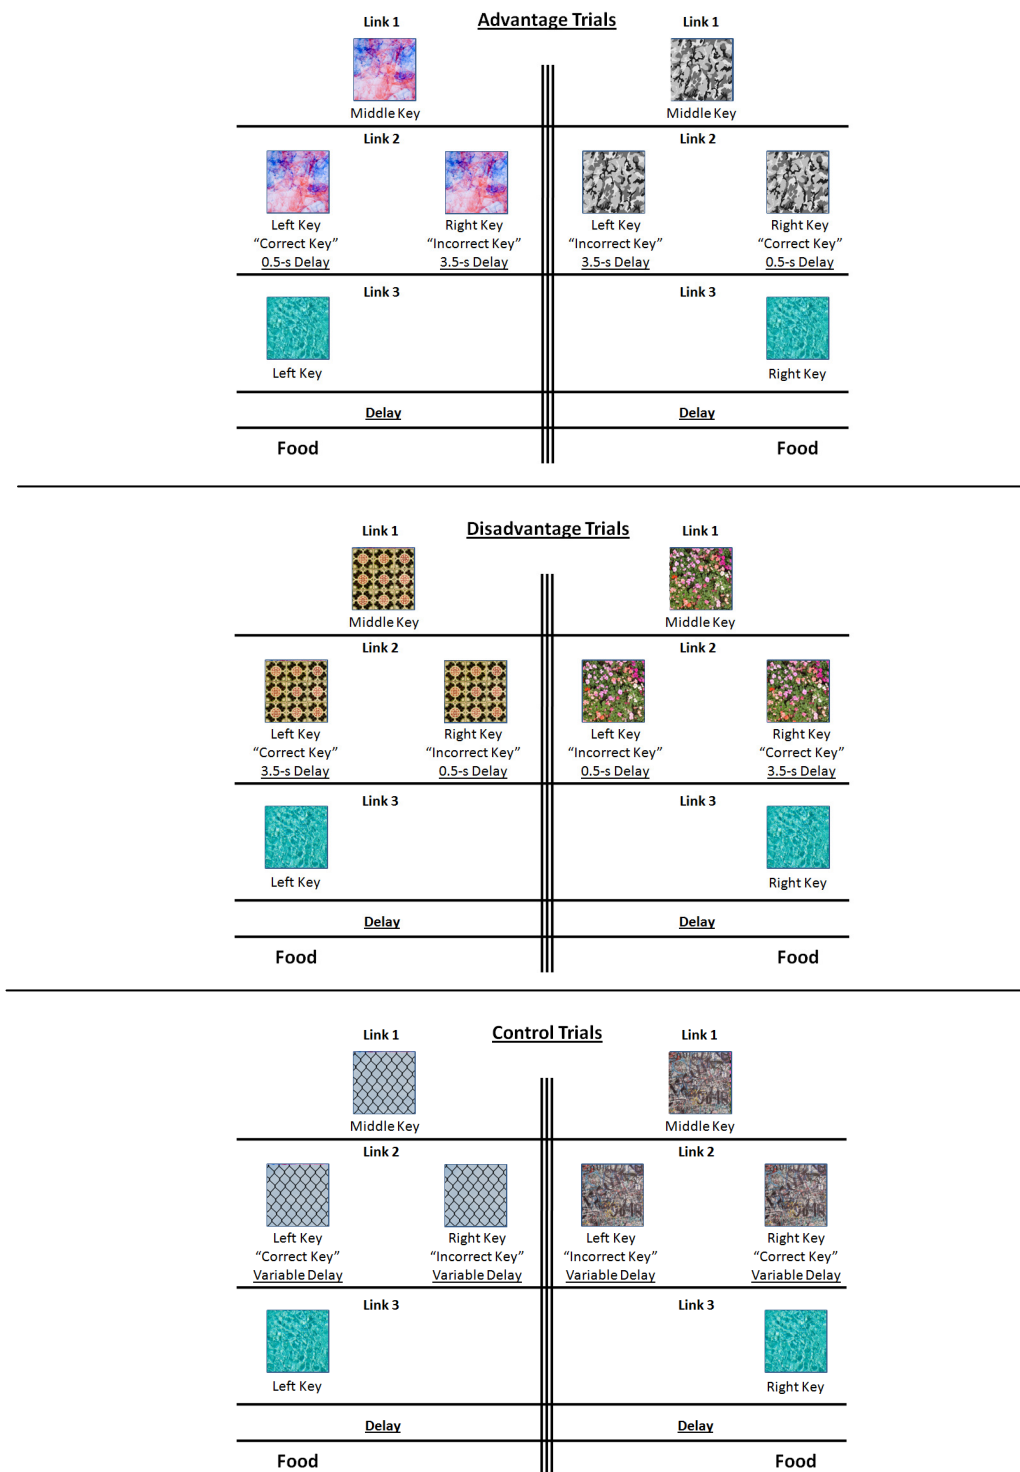 Advantage Trials
Link 1 Link 1
Middle Key Middle Key
Link 2 Link 2
Left Key Right Key Left Key Right Key
“Correct Key” “Incorrect Key” “Incorrect Key” “Correct Key”
0.5-s Delay 3.5-s Delay 3.5-s Delay 0.5-s Delay
Link 3 Link 3
Left Key Right Key
Delay Delay
Food Food
Disadvantage Trials
Link 1 Link 1
Middle Key Middle Key
Link 2 Link 2
Left Key Right Key Left Key Right Key
“Correct Key” “Incorrect Key” “Incorrect Key” “Correct Key”
3.5-s Delay 0.5-s Delay 0.5-s Delay 3.5-s Delay
Link 3 Link 3
Left Key Right Key
Delay Delay
Food Food
Control Trials
Link 1 Link 1
Middle Key Middle Key
Link 2 Link 2
Left Key Right Key Left Key Right Key
“Correct Key” “Incorrect Key” “Incorrect Key” “Correct Key”
Variable Delay Variable Delay Variable Delay Variable Delay
Link 3 Link 3
Left Key Right Key
Delay Delay
Food Food